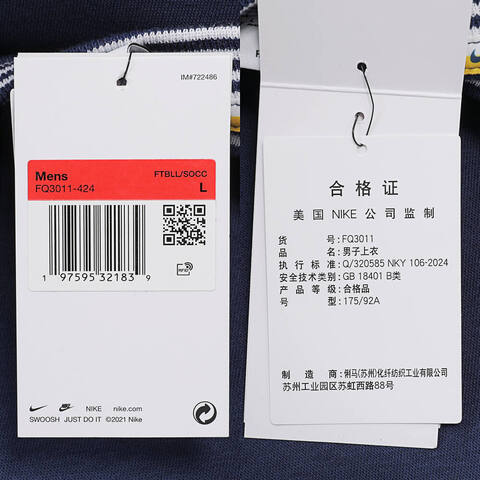 IM#722486
Mens FTBLL/SOCC
FQ3011-424 L
1 97595 32183 9
RFID
NIKE nike.com
SWOOSH JUST DO IT ©2021 Nike
合格证
美国 NIKE 公司监制
货号:FQ3011
品名:男子上衣
执行标准:Q/320585 NKY 106-2024
安全技术类别:GB 18401 B类
产品等级:合格品
号型:175/92A
制造商:俐马(苏州)化纤纺织工业有限公司
苏州工业园区苏虹西路88号